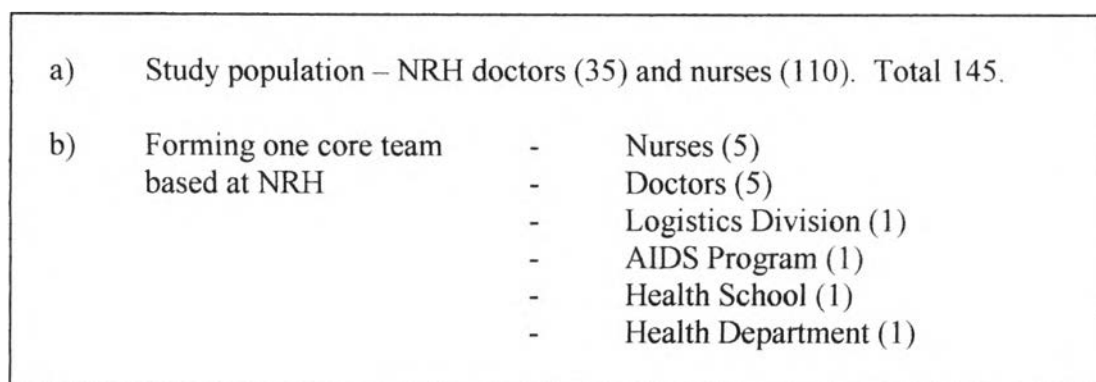 a) Study population – NRH doctors (35) and nurses (110). Total 145.
b) Forming one core team - Nurses (5)
based at NRH - Doctors (5)
- Logistics Division (1)
- AIDS Program (1)
- Health School (1)
- Health Department (1)